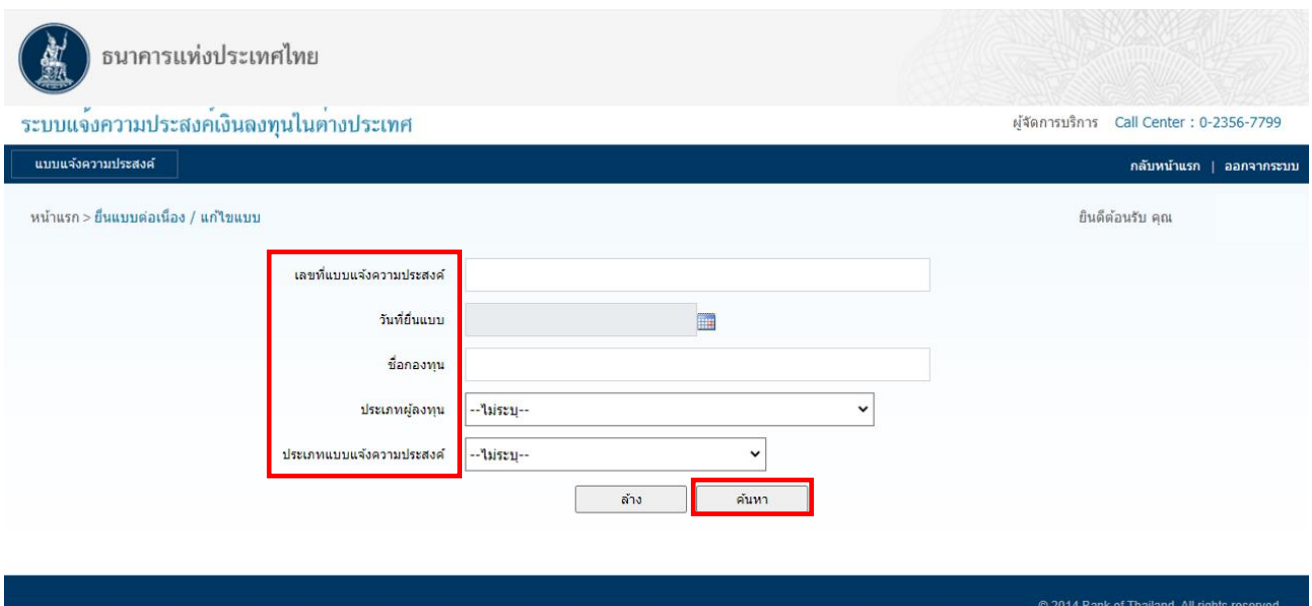 ธนาคารแห่งประเทศไทย
ระบบแจ้งความประสงค์เงินลงทุนในต่างประเทศ
ผู้จัดการบริการ Call Center : 0-2356-7799
แบบแจ้งความประสงค์
กลับหน้าแรก | ออกจากระบบ
หน้าแรก > ยื่นแบบต่อเนื่อง / แก้ไขแบบ
ยินดีต้อนรับ คุณ
เลขที่แบบแจ้งความประสงค์
วันที่ยื่นแบบ
ชื่อกองทุน
ประเภทผู้ลงทุน --ไม่ระบุ--
ประเภทแบบแจ้งความประสงค์ --ไม่ระบุ--
ล้าง ค้นหา
© 2014 Bank of Thailand. All rights reserved.